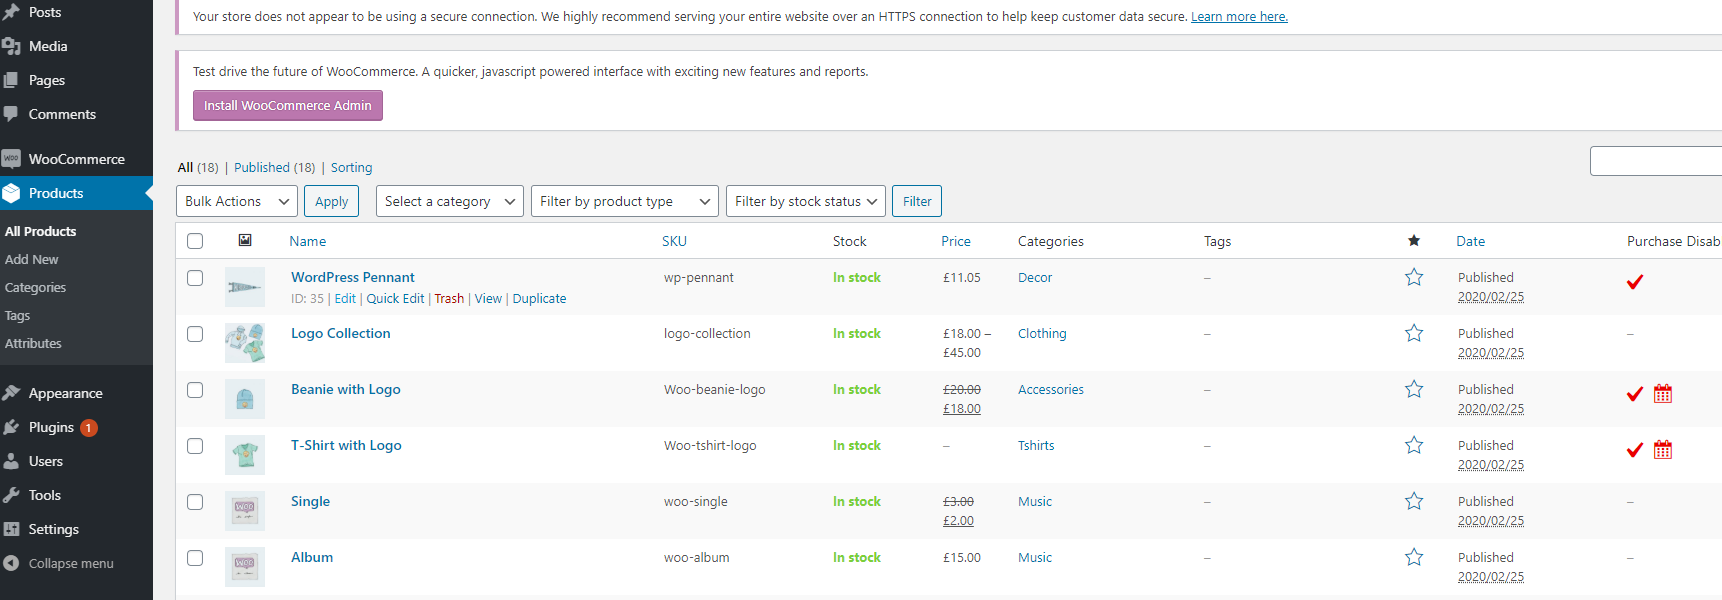 Posts
Media
Pages
Comments
WooCommerce
Products
All Products
Add New
Categories
Tags
Attributes
Appearance
Plugins 1
Users
Tools
Settings
Collapse menu
Your store does not appear to be using a secure connection. We highly recommend serving your entire website over an HTTPS connection to help keep customer data secure. Learn more here.
Test drive the future of WooCommerce. A quicker, javascript powered interface with exciting new features and reports.
Install WooCommerce Admin
All (18) | Published (18) | Sorting
Bulk Actions Apply Select a category Filter by product type Filter by stock status Filter
Name SKU Stock Price Categories Tags Date Purchase Disab
WordPress Pennant wp-pennant In stock £11.05 Decor – Published
ID: 35 | Edit | Quick Edit | Trash | View | Duplicate 2020/02/25
Logo Collection logo-collection In stock £18.00 – Clothing – Published –
£45.00 2020/02/25
Beanie with Logo Woo-beanie-logo In stock £20.00 Accessories – Published
£18.00 2020/02/25
T-Shirt with Logo Woo-tshirt-logo In stock – Tshirts – Published
2020/02/25
Single woo-single In stock £3.00 Music – Published –
£2.00 2020/02/25
Album woo-album In stock £15.00 Music – Published –
2020/02/25